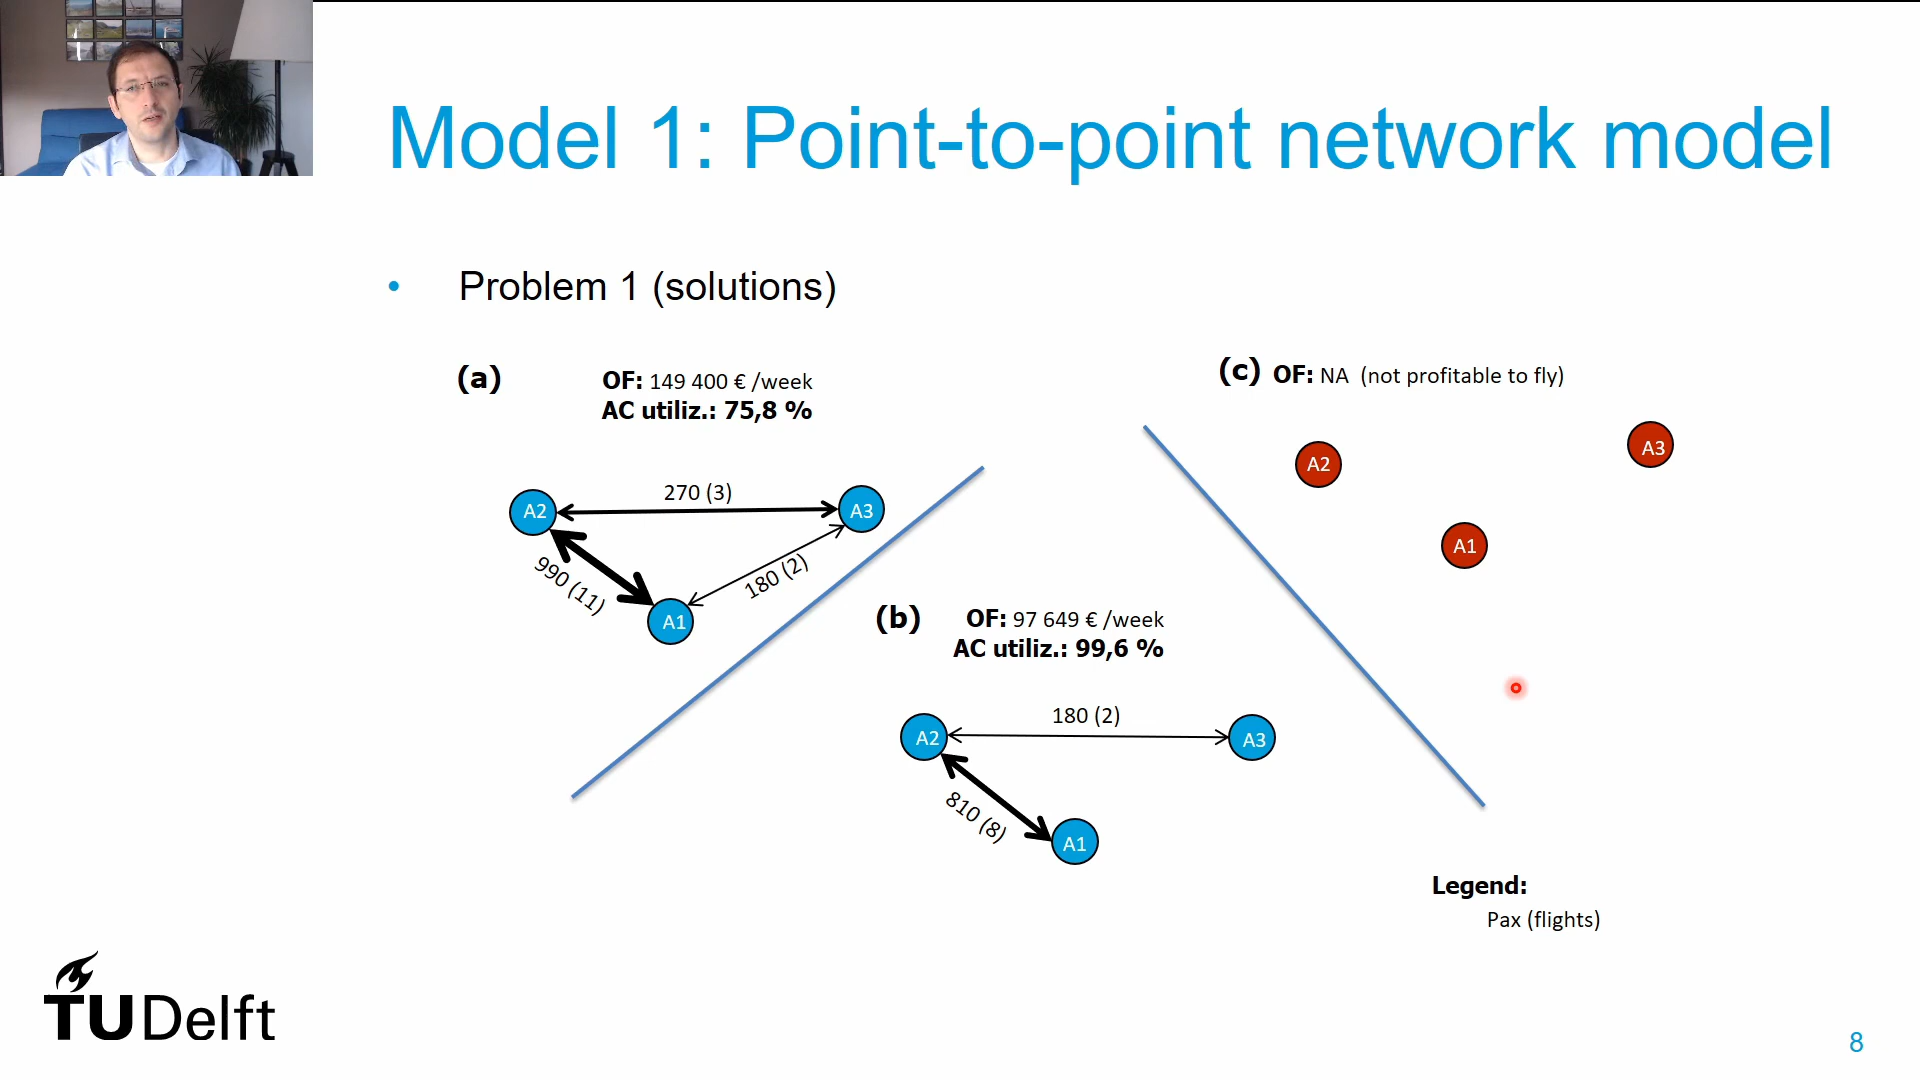 Model 1: Point-to-point network model
• Problem 1 (solutions)
(a)
OF: 149 400 € /week
AC utiliz.: 75,8 %
270 (3)
A2
A3
990 (11)
180 (2)
A1
(b)
OF: 97 649 € /week
AC utiliz.: 99,6 %
180 (2)
A2
A3
810 (8)
A1
(c) OF: NA (not profitable to fly)
A2
A3
A1
Legend:
Pax (flights)
TUDelft
8